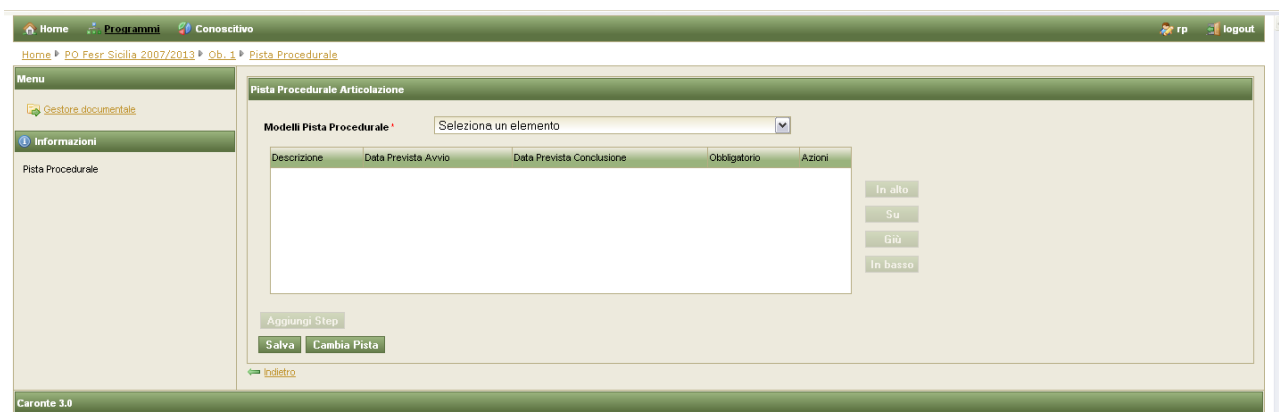 Home Programmi Conoscitivo rp logout
Home PO Fesr Sicilia 2007/2013 Ob. 1 Pista Procedurale
Menu
Gestore documentale
Informazioni
Pista Procedurale
Pista Procedurale Articolazione
Modelli Pista Procedurale * Seleziona un elemento
Descrizione Data Prevista Avvio Data Prevista Conclusione Obbligatorio Azioni
In alto
Su
Giù
In basso
Aggiungi Step
Salva Cambia Pista
Indietro
Caronte 3.0